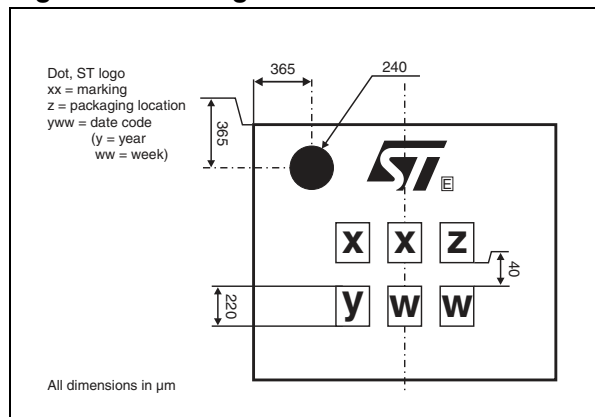 365
240
Dot, ST logo
xx = marking
z = packaging location
yww = date code
(y = year
ww = week)
365
ST
E
x x z
40
y w w
220
All dimensions in µm